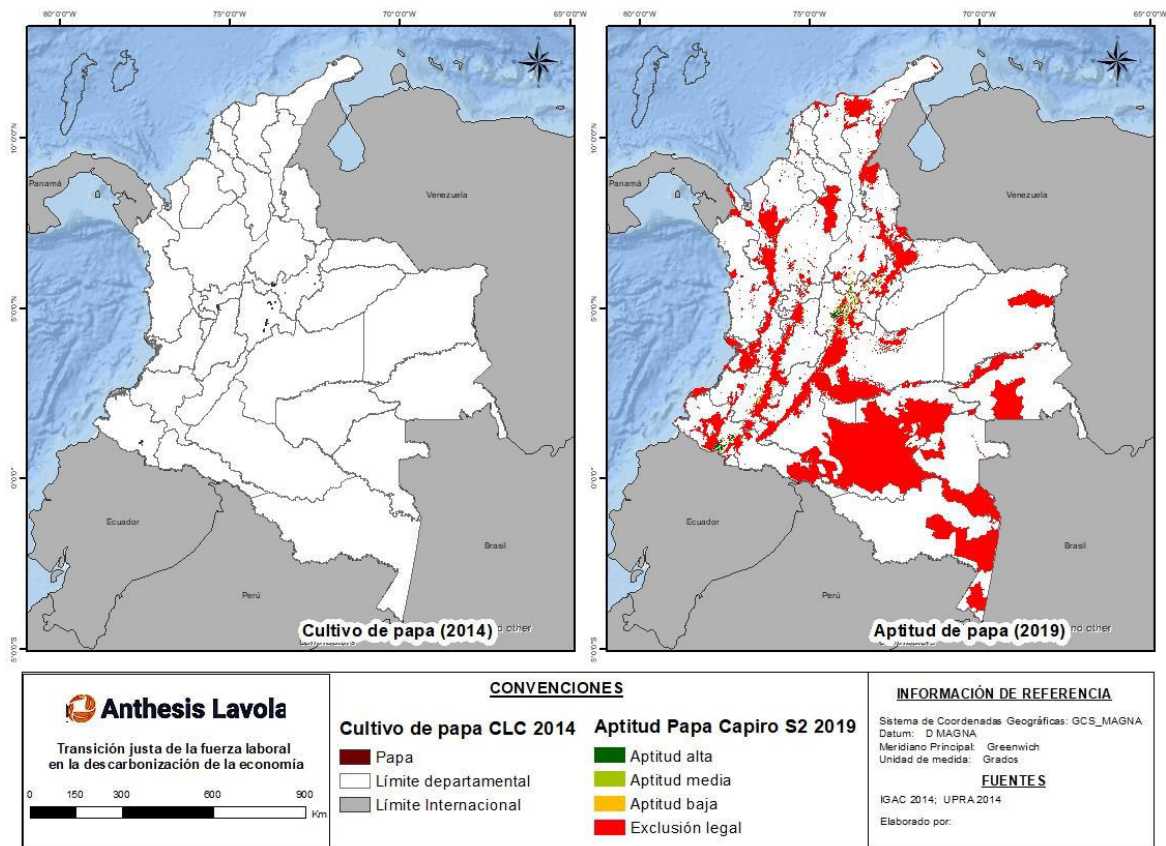 80°0'0"W
75°0'0"W
70°0'0"W
65°0'0"W
80°0'0"W
75°0'0"W
70°0'0"W
65°0'0"W
10°0'0"N
5°0'0"N
0°0'0"
5°0'0"S
10°0'0"N
5°0'0"N
0°0'0"
5°0'0"S
Panamá
Venezuela
Ecuador
Perú
Brasil
Cultivo de papa (2014)
nd other
Panamá
Venezuela
Ecuador
Perú
Brasil
Aptitud de papa (2019)
nd other
Anthesis Lavola
Transición justa de la fuerza laboral
en la descarbonización de la economía
0 150 300 600 900
Km
CONVENCIONES
Cultivo de papa CLC 2014
Papa
Límite departamental
Límite Internacional
Aptitud Papa Capiro S2 2019
Aptitud alta
Aptitud media
Aptitud baja
Exclusión legal
INFORMACIÓN DE REFERENCIA
Sistema de Coordenadas Geográficas: GCS_MAGNA
Datum: D MAGNA
Meridiano Principal: Greenwich
Unidad de medida: Grados
FUENTES
IGAC 2014; UPRA 2014
Elaborado por: